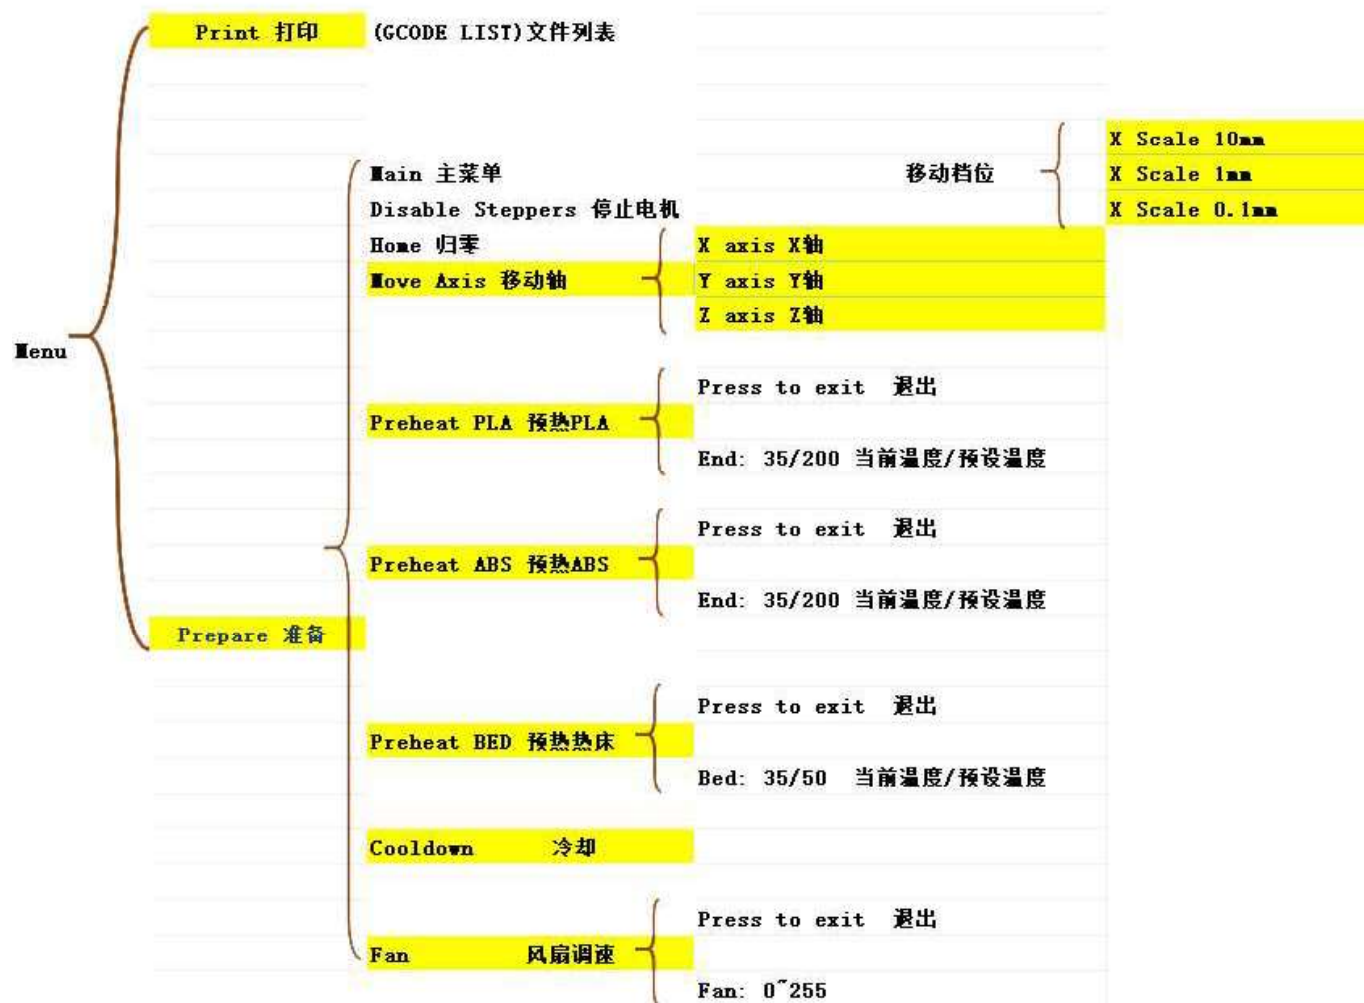 Print 打印 (GCODE LIST)文件列表
X Scale 10mm
Main 主菜单 移动档位 X Scale 1mm
Disable Steppers 停止电机 X Scale 0.1mm
Home 归零 X axis X轴
Move Axis 移动轴 Y axis Y轴
Z axis Z轴
Menu
Press to exit 退出
Preheat PLA 预热PLA
End: 35/200 当前温度/预设温度
Press to exit 退出
Preheat ABS 预热ABS
End: 35/200 当前温度/预设温度
Prepare 准备
Press to exit 退出
Preheat BED 预热热床
Bed: 35/50 当前温度/预设温度
Cooldown 冷却
Press to exit 退出
Fan 风扇调速
Fan: 0~255